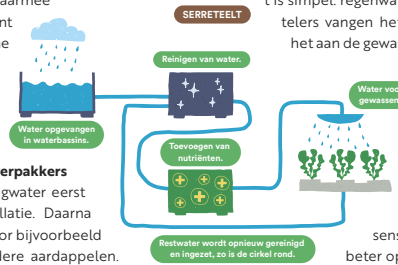 SERRETEELT
t is simpel: regenwa
telers vangen het
het aan de gewa
Reinigen van water.
Water voo
gewassen
Water opgevangen
in waterbassins.
Toevoegen van
nutriënten.
erpakkers
gwater eerst
llatie. Daarna
or bijvoorbeeld
dere aardappelen.
Restwater wordt opnieuw gereinigd
en ingezet, zo is de cirkel rond.
sens
beter op